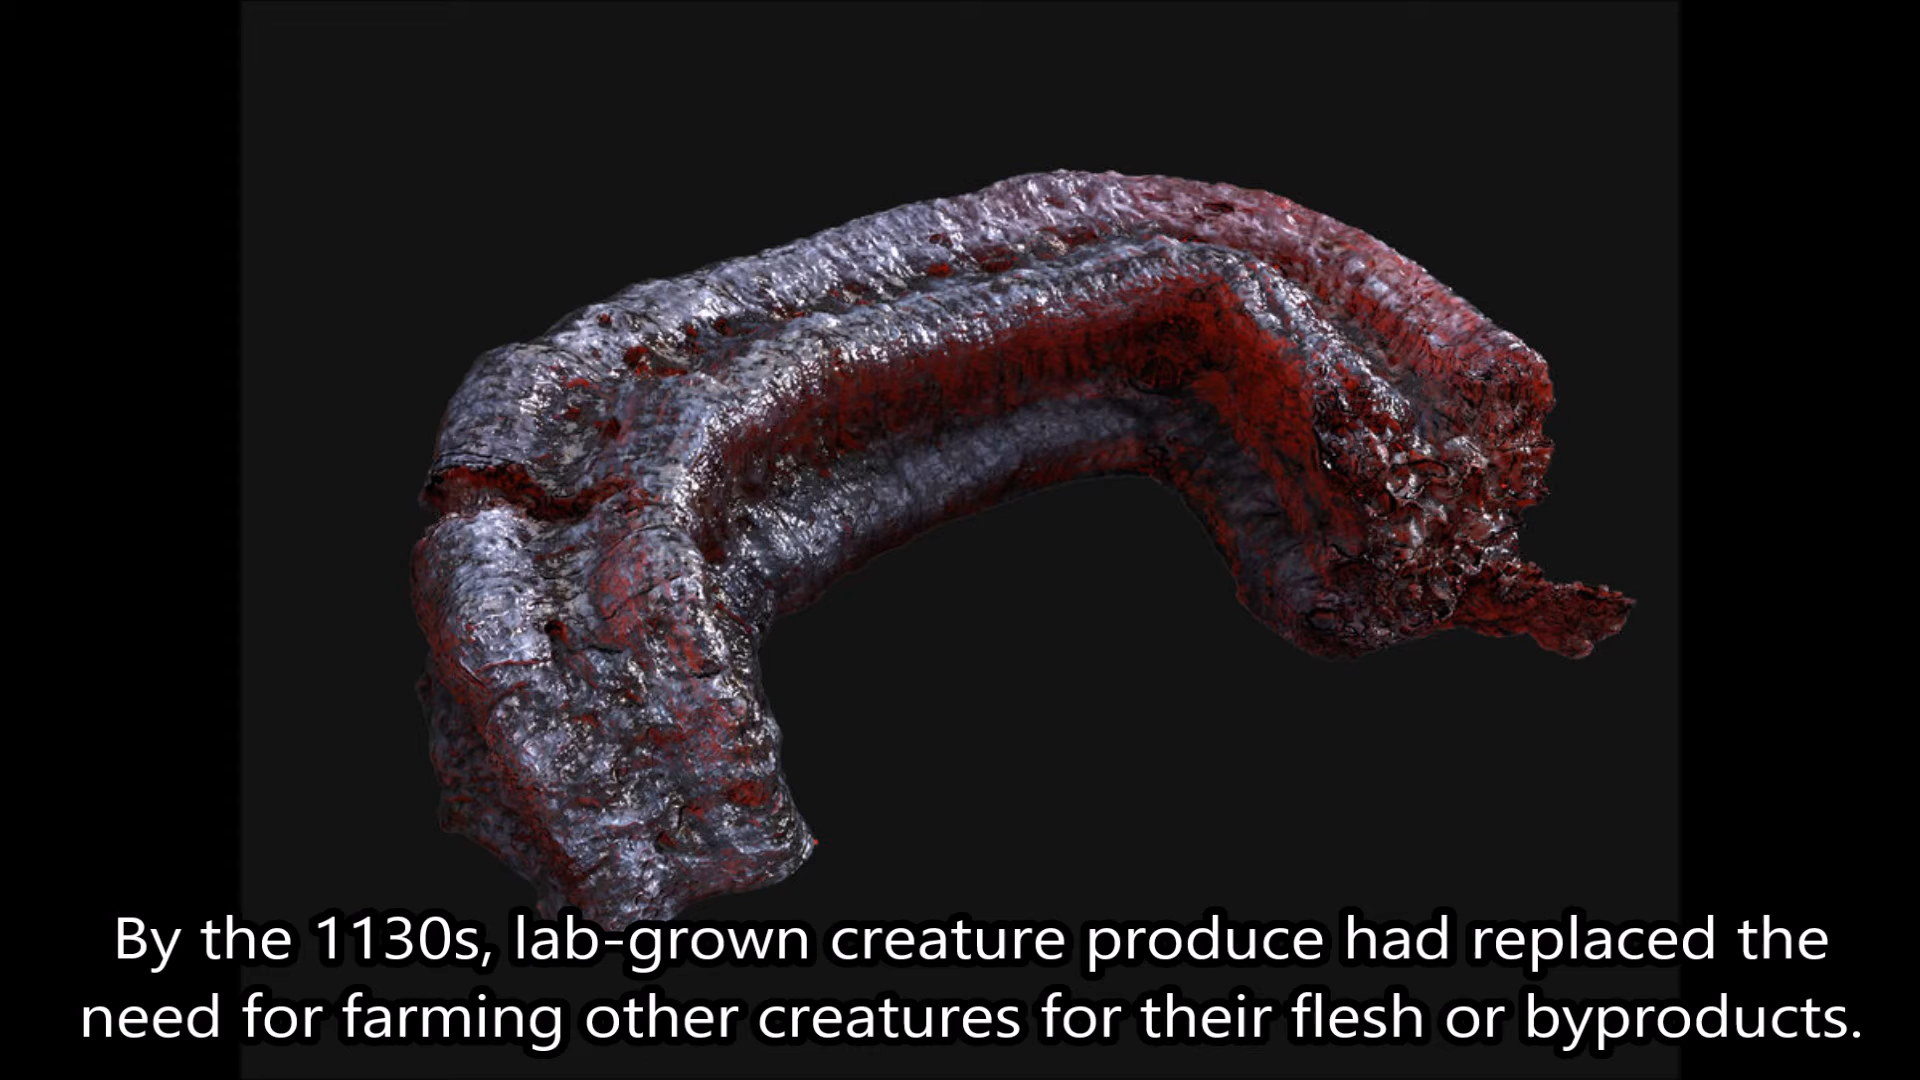 By the 1130s, lab-grown creature produce had replaced the
need for farming other creatures for their flesh or byproducts.